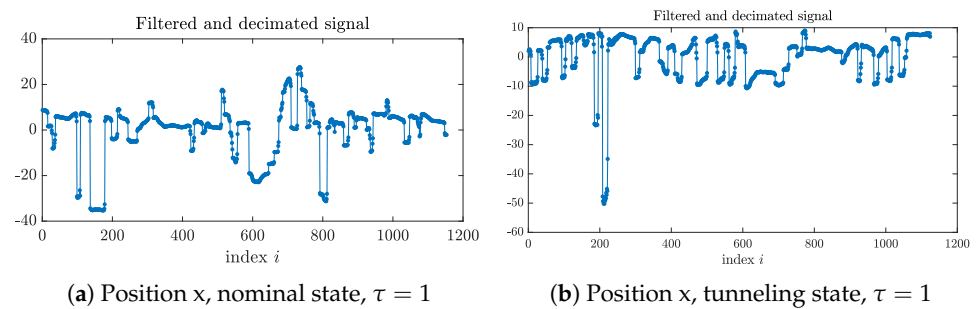 Filtered and decimated signal
40
20
0
-20
-40
0 200 400 600 800 1000 1200
index i
(a) Position x, nominal state, τ = 1
Filtered and decimated signal
10
0
-10
-20
-30
-40
-50
-60
0 200 400 600 800 1000 1200
index i
(b) Position x, tunneling state, τ = 1